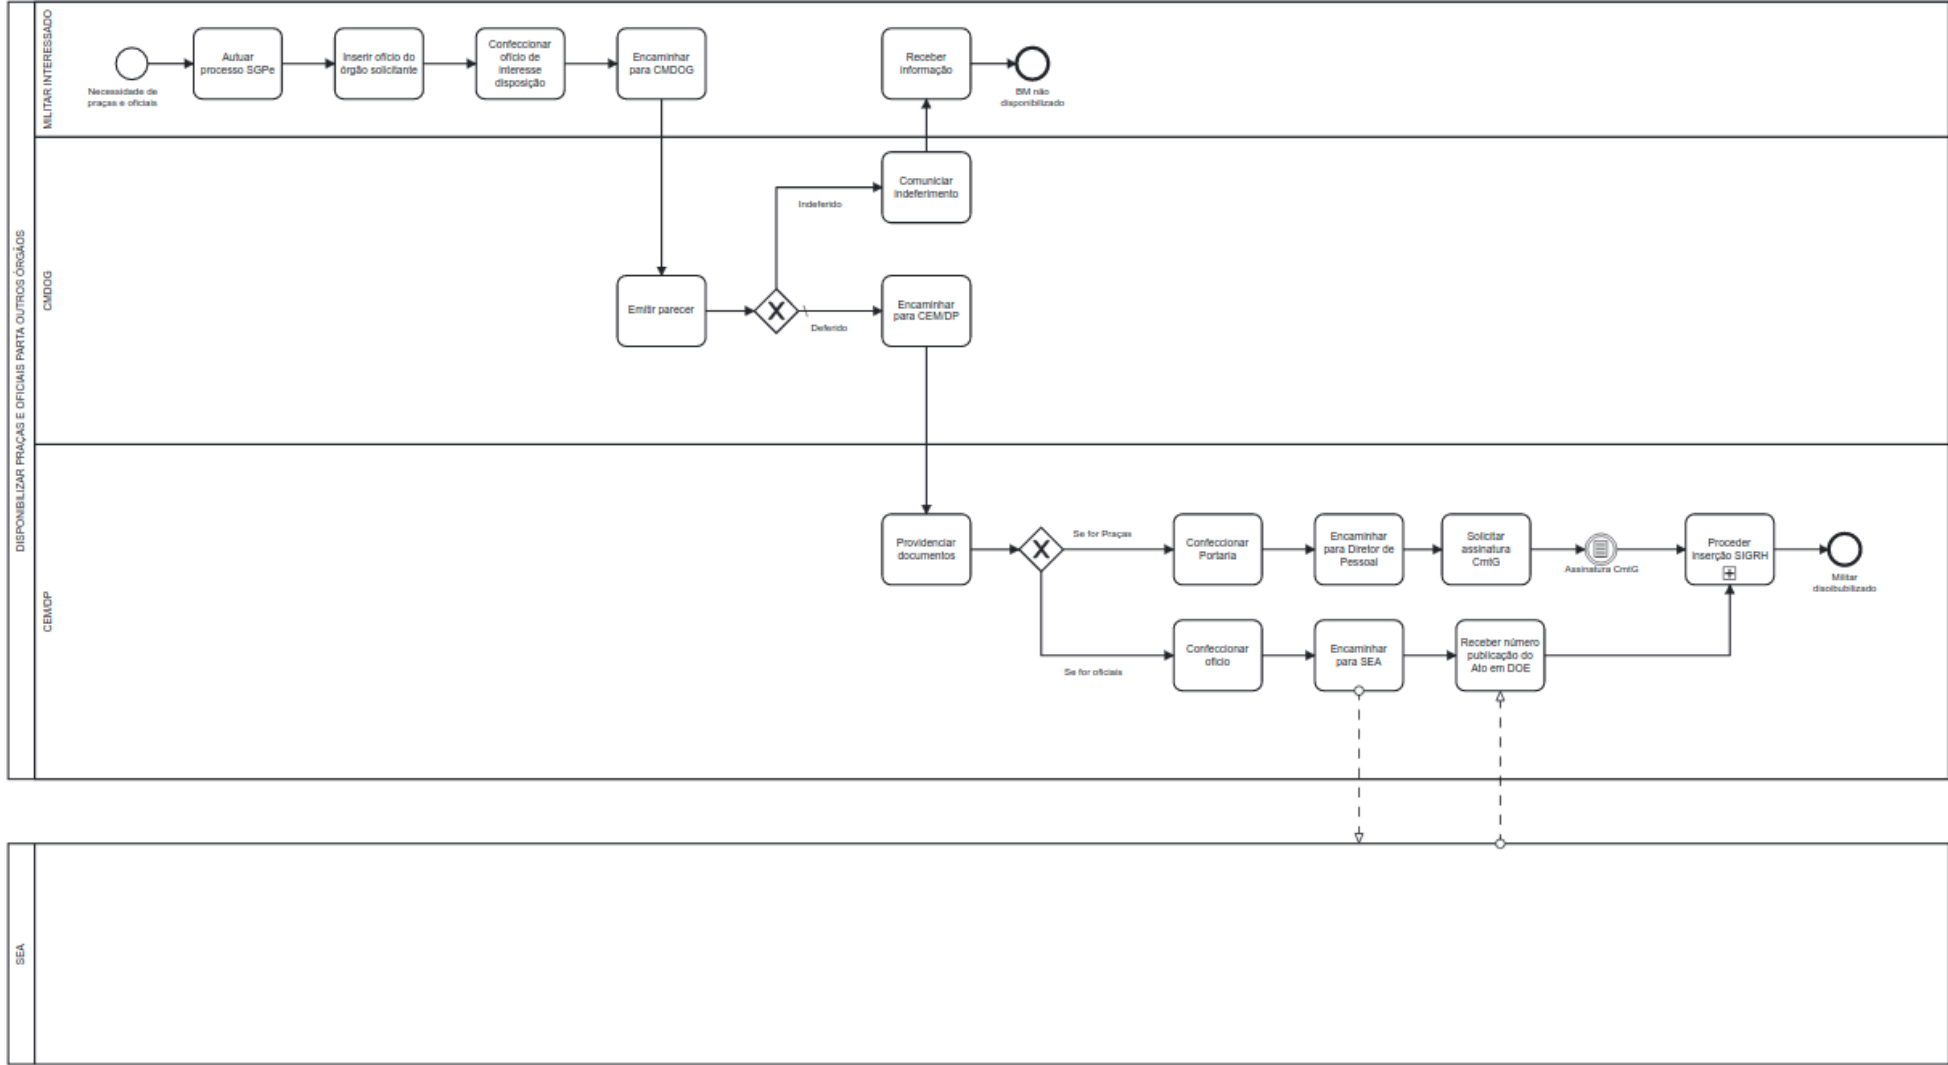 DISPONIBILIZAR PRAÇAS E OFICIAIS PARTA OUTROS ÓRGÃOS
MILITAR INTERESSADO
Necessidade de
praças e oficiais
Autuar
processo SGPe
Inserir ofício do
órgão solicitante
Confeccionar
ofício de
interesse
disposição
Encaminhar
para CMDOG
Receber
informação
BM não
disponibilizado
CMDOG
Comuniciar
indeferimento
Indeferido
Emitir parecer
Deferido
Encaminhar
para CEM/DP
CEM/DP
Providenciar
documentos
Se for Praças
Confeccionar
Portaria
Encaminhar
para Diretor de
Pessoal
Solicitar
assinatura
CmtG
Assinatura CmtG
Proceder
inserção SIGRH
Militar
disoibubilizado
Se for oficiais
Confeccionar
ofício
Encaminhar
para SEA
Receber número
publicação do
Ato em DOE
SEA